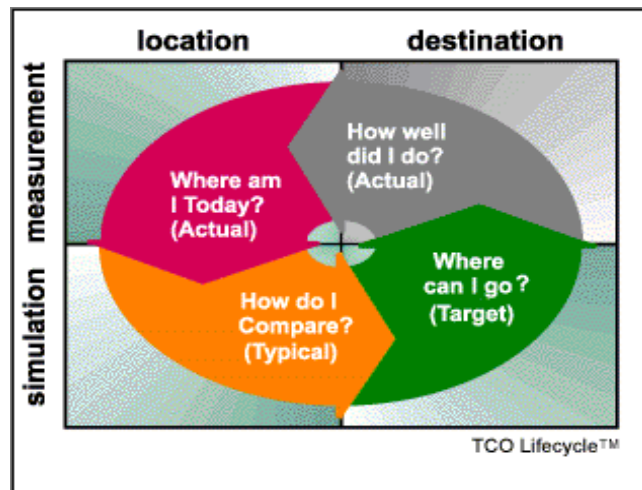 location
destination
measurement
simulation
How well
did I do?
(Actual)
Where am
I Today?
(Actual)
Where
can I go?
(Target)
How do I
Compare?
(Typical)
TCO Lifecycle™